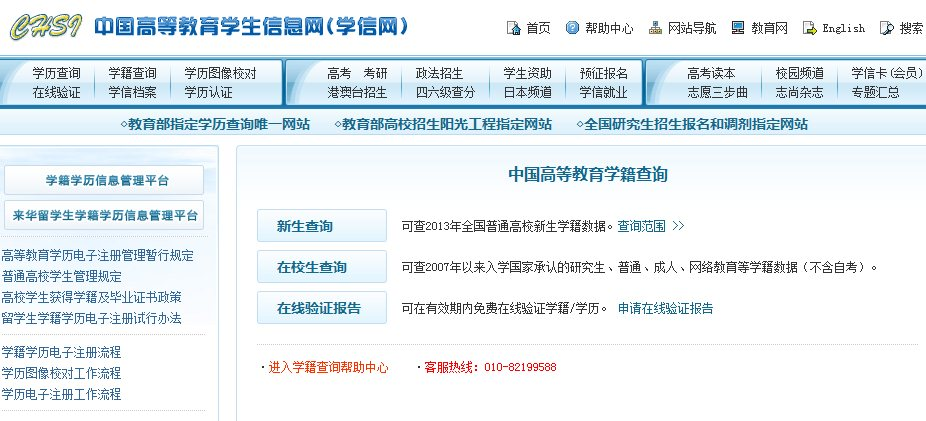 CHSI 中国高等教育学生信息网(学信网) 首页 帮助中心 网站导航 教育网 English 搜索
学历查询 学籍查询 学历图像校对 高考 考研 政法招生 学生资助 预征报名 高考读本 校园频道 学信卡(会员)
在线验证 学信档案 学历认证 港澳台招生 四六级查分 日本频道 学信就业 志愿三步曲 志尚杂志 专题汇总
◇教育部指定学历查询唯一网站 ◇教育部高校招生阳光工程指定网站 ◇全国研究生招生报名和调剂指定网站
学籍学历信息管理平台
来华留学生学籍学历信息管理平台
高等教育学历电子注册管理暂行规定
普通高校学生管理规定
高校学生获得学籍及毕业证书政策
留学生学籍学历电子注册试行办法
学籍学历电子注册流程
学历图像校对工作流程
学历电子注册工作流程
中国高等教育学籍查询
新生查询 可查2013年全国普通高校新生学籍数据。查询范围 >>
在校生查询 可查2007年以来入学国家承认的研究生、普通、成人、网络教育等学籍数据（不含自考）。
在线验证报告 可在有效期内免费在线验证学籍/学历。 申请在线验证报告
·进入学籍查询帮助中心 ·客服热线：010-82199588